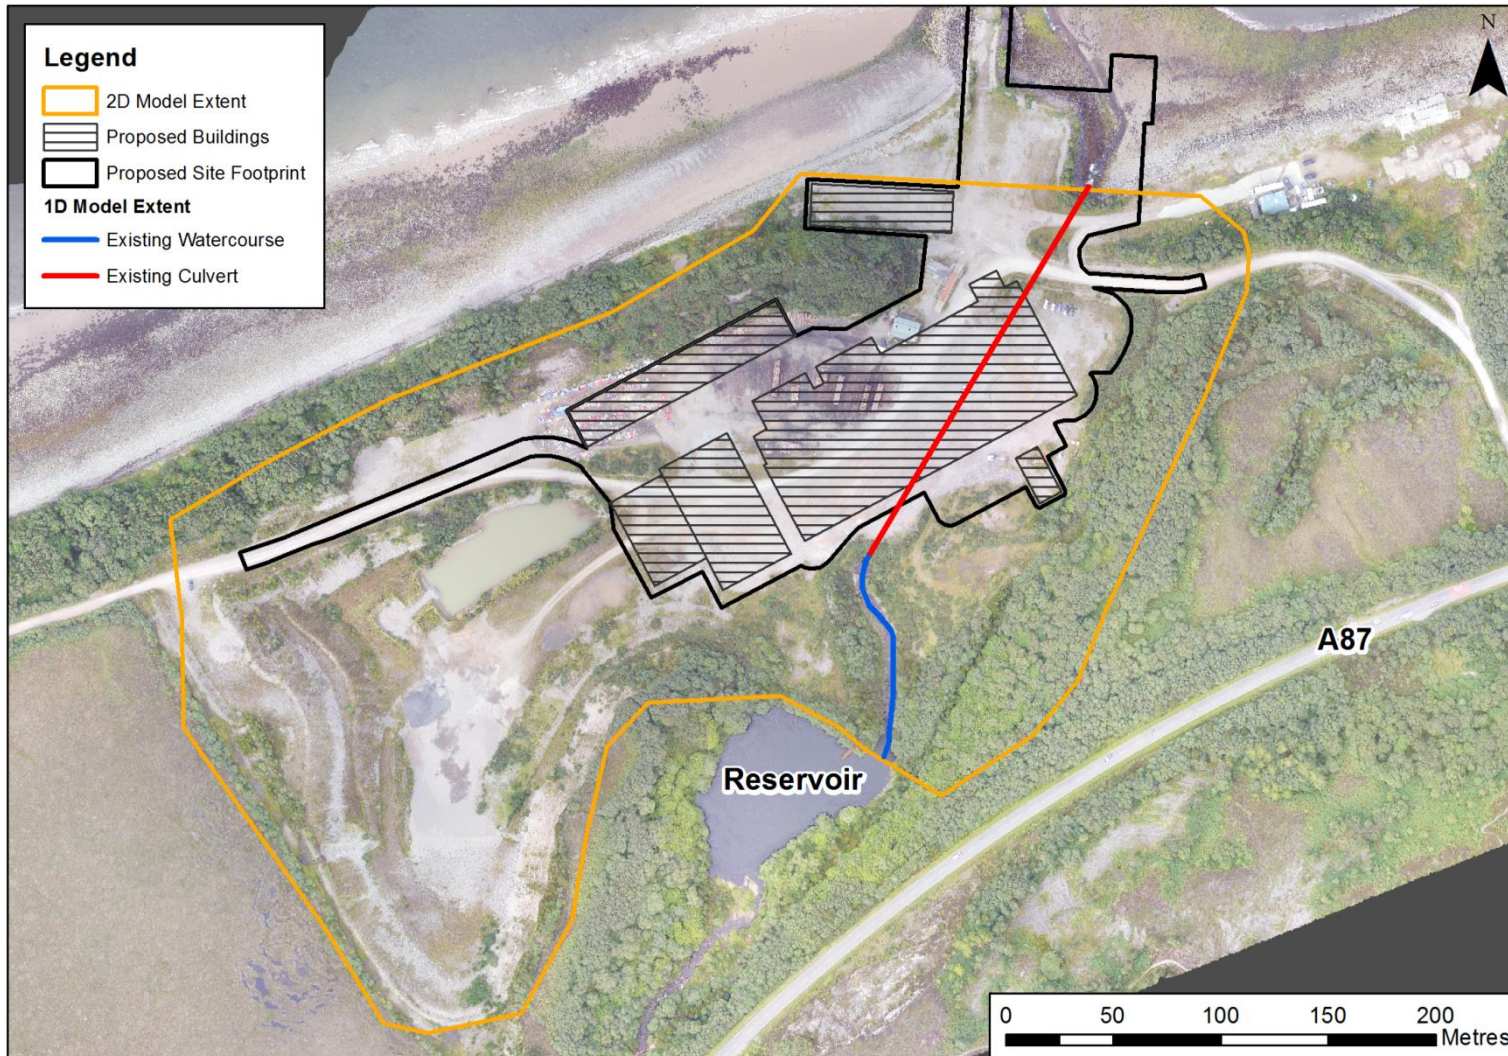 Legend
2D Model Extent
Proposed Buildings
Proposed Site Footprint
1D Model Extent
Existing Watercourse
Existing Culvert
N
A87
Reservoir
0 50 100 150 200
Metres